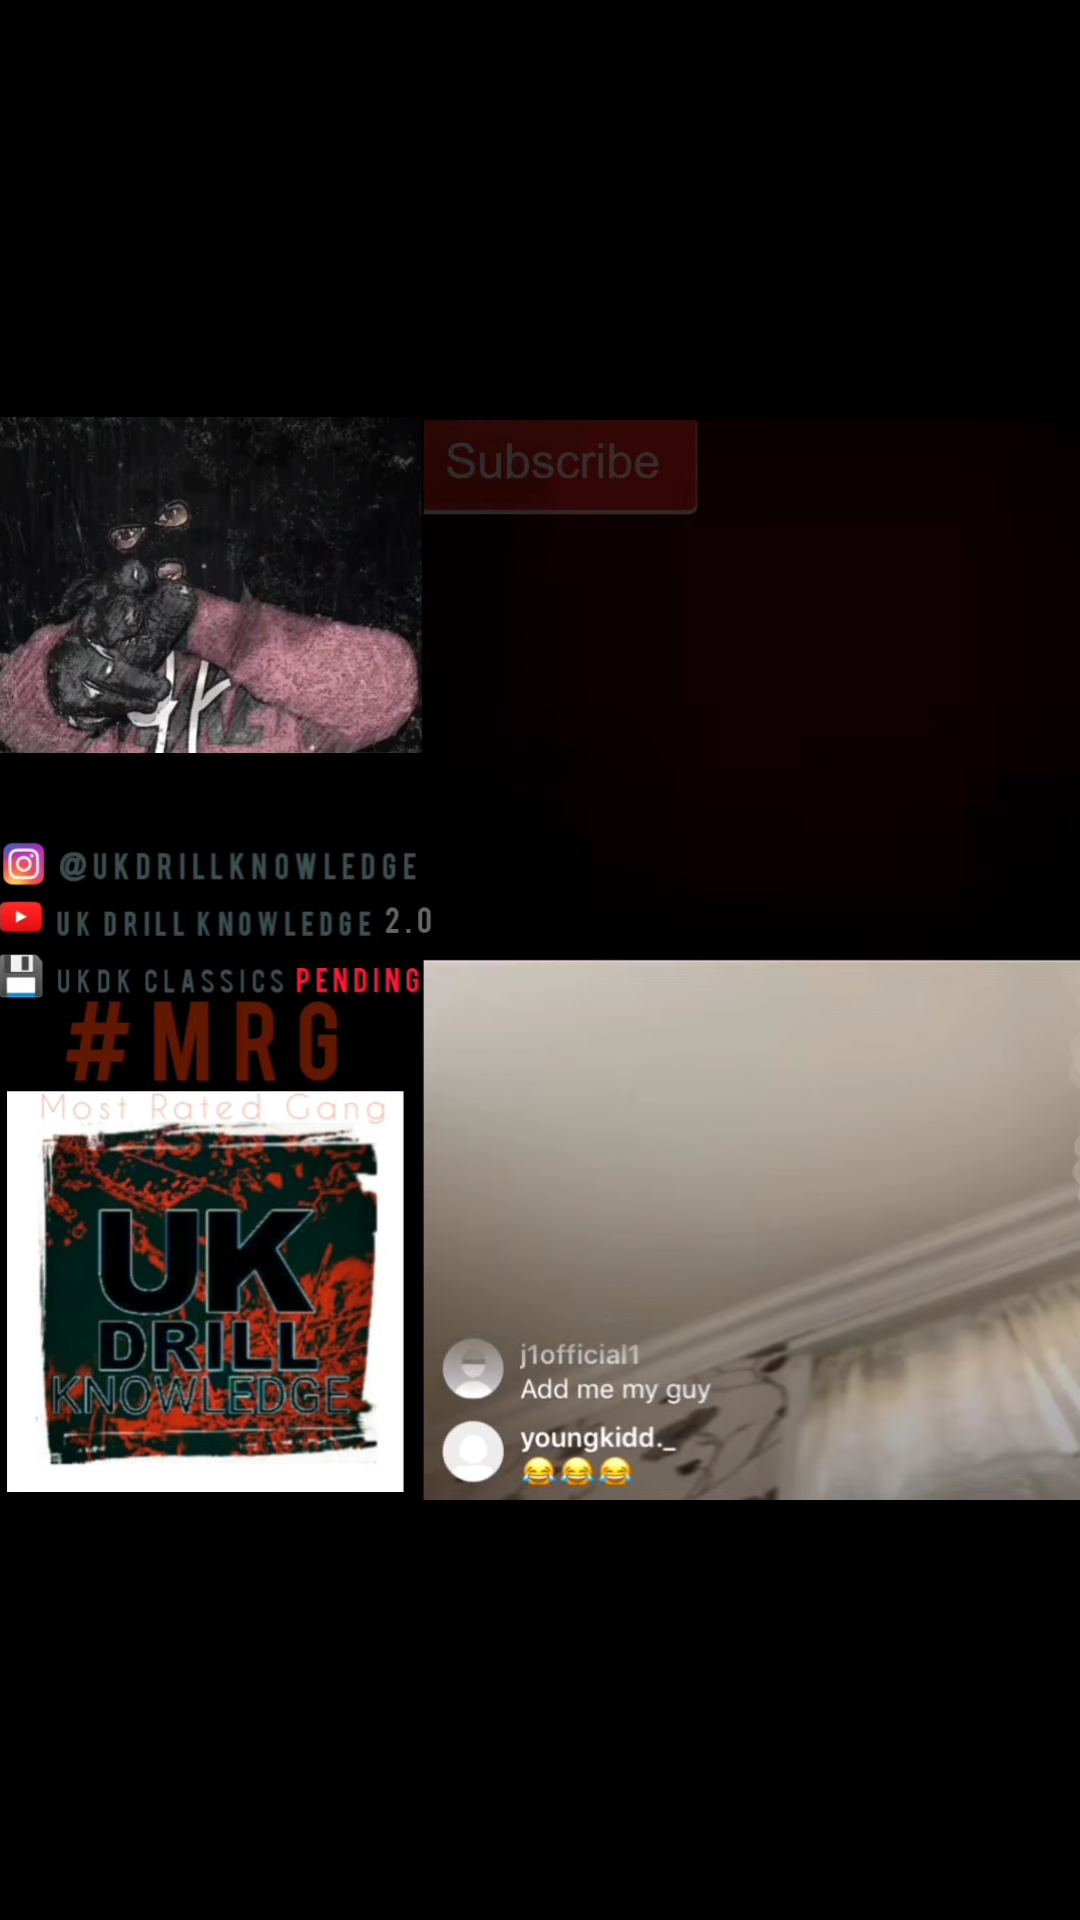 Subscribe
@UKDRILLKNOWLEDGE
UK DRILL KNOWLEDGE 2.0
UKDK CLASSICS PENDING
#MRG
Most Rated Gang
UK
DRILL
KNOWLEDGE
j1official1
Add me my guy
youngkidd._
😂😂😂